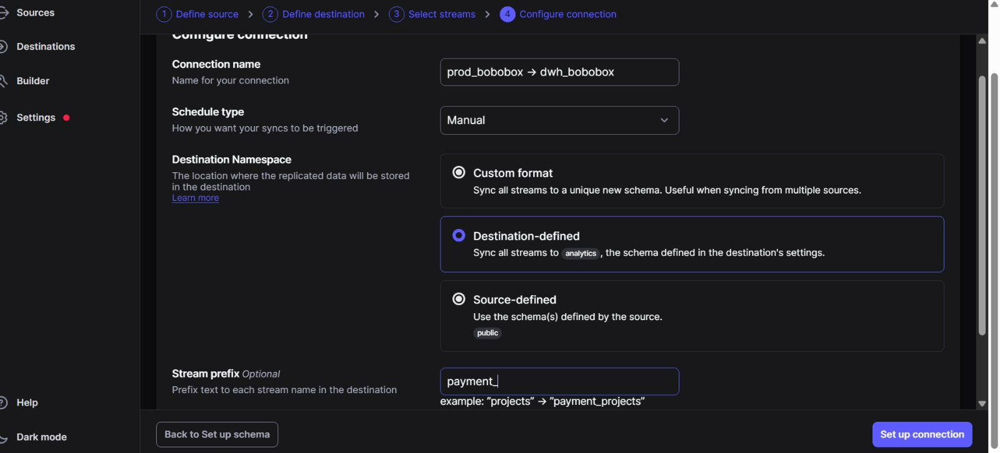 Sources
Destinations
Builder
Settings
Help
Dark mode
1 Define source > 2 Define destination > 3 Select streams > 4 Configure connection
Configure connection
Connection name
Name for your connection
prod_bobobox → dwh_bobobox
Schedule type
How you want your syncs to be triggered
Manual
Destination Namespace
The location where the replicated data will be stored
in the destination
Learn more
Custom format
Sync all streams to a unique new schema. Useful when syncing from multiple sources.
Destination-defined
Sync all streams to analytics, the schema defined in the destination's settings.
Source-defined
Use the schema(s) defined by the source.
public
Stream prefix Optional
Prefix text to each stream name in the destination
payment_
example: "projects" → "payment_projects"
Back to Set up schema
Set up connection